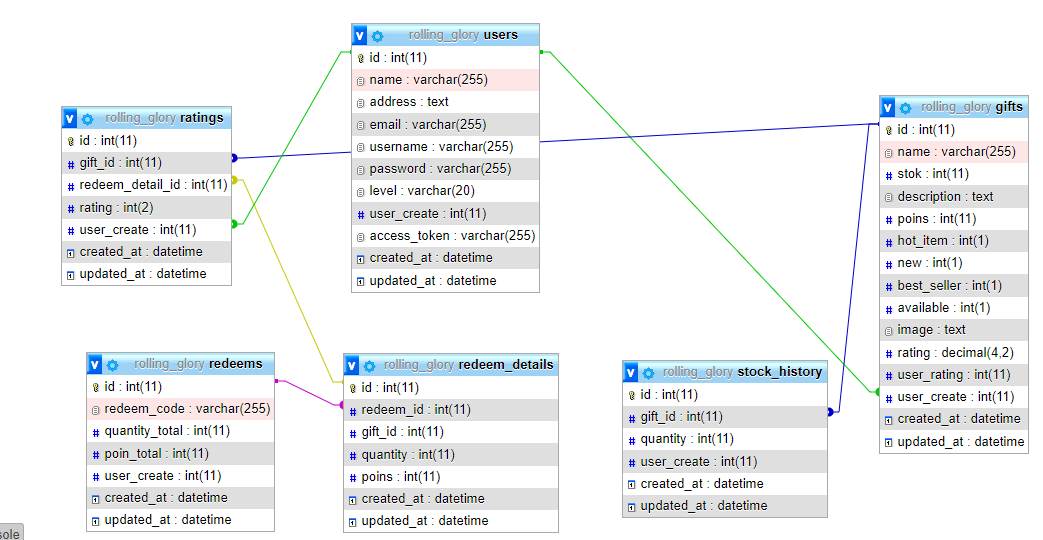 rolling_glory users
id : int(11)
name : varchar(255)
address : text
email : varchar(255)
username : varchar(255)
password : varchar(255)
level : varchar(20)
user_create : int(11)
access_token : varchar(255)
created_at : datetime
updated_at : datetime
rolling_glory ratings
id : int(11)
gift_id : int(11)
redeem_detail_id : int(11)
rating : int(2)
user_create : int(11)
created_at : datetime
updated_at : datetime
rolling_glory gifts
id : int(11)
name : varchar(255)
stok : int(11)
description : text
poins : int(11)
hot_item : int(1)
new : int(1)
best_seller : int(1)
available : int(1)
image : text
rating : decimal(4,2)
user_rating : int(11)
user_create : int(11)
created_at : datetime
updated_at : datetime
rolling_glory redeems
id : int(11)
redeem_code : varchar(255)
quantity_total : int(11)
poin_total : int(11)
user_create : int(11)
created_at : datetime
updated_at : datetime
rolling_glory redeem_details
id : int(11)
redeem_id : int(11)
gift_id : int(11)
quantity : int(11)
poins : int(11)
created_at : datetime
updated_at : datetime
rolling_glory stock_history
id : int(11)
gift_id : int(11)
quantity : int(11)
user_create : int(11)
created_at : datetime
updated_at : datetime
sole